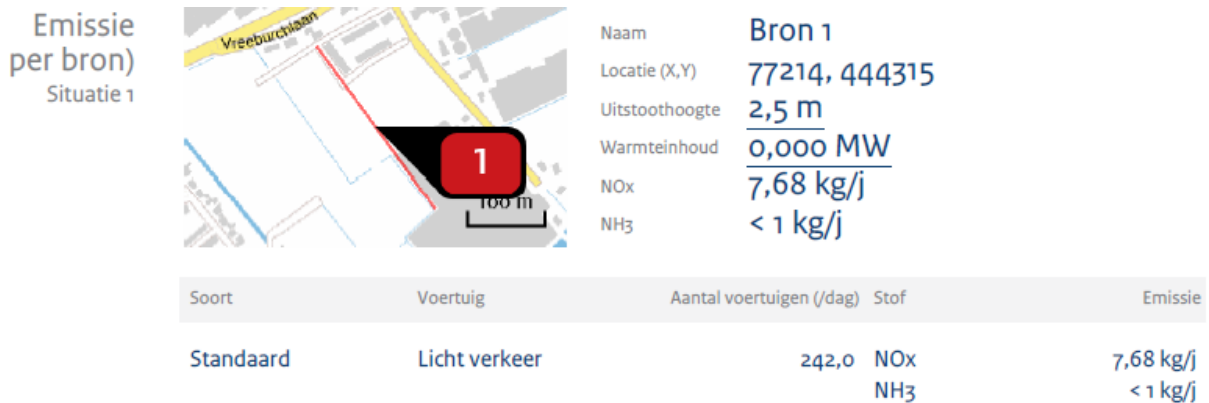 Emissie
per bron)
Situatie 1
Vreeburchlaan
1
100 m
Naam Bron 1
Locatie (X,Y) 77214, 444315
Uitstoothoogte 2,5 m
Warmteinhoud 0,000 MW
NOx 7,68 kg/j
NH3 < 1 kg/j
Soort Voertuig Aantal voertuigen (/dag) Stof Emissie
Standaard Licht verkeer 242,0 NOx 7,68 kg/j
NH3 < 1 kg/j